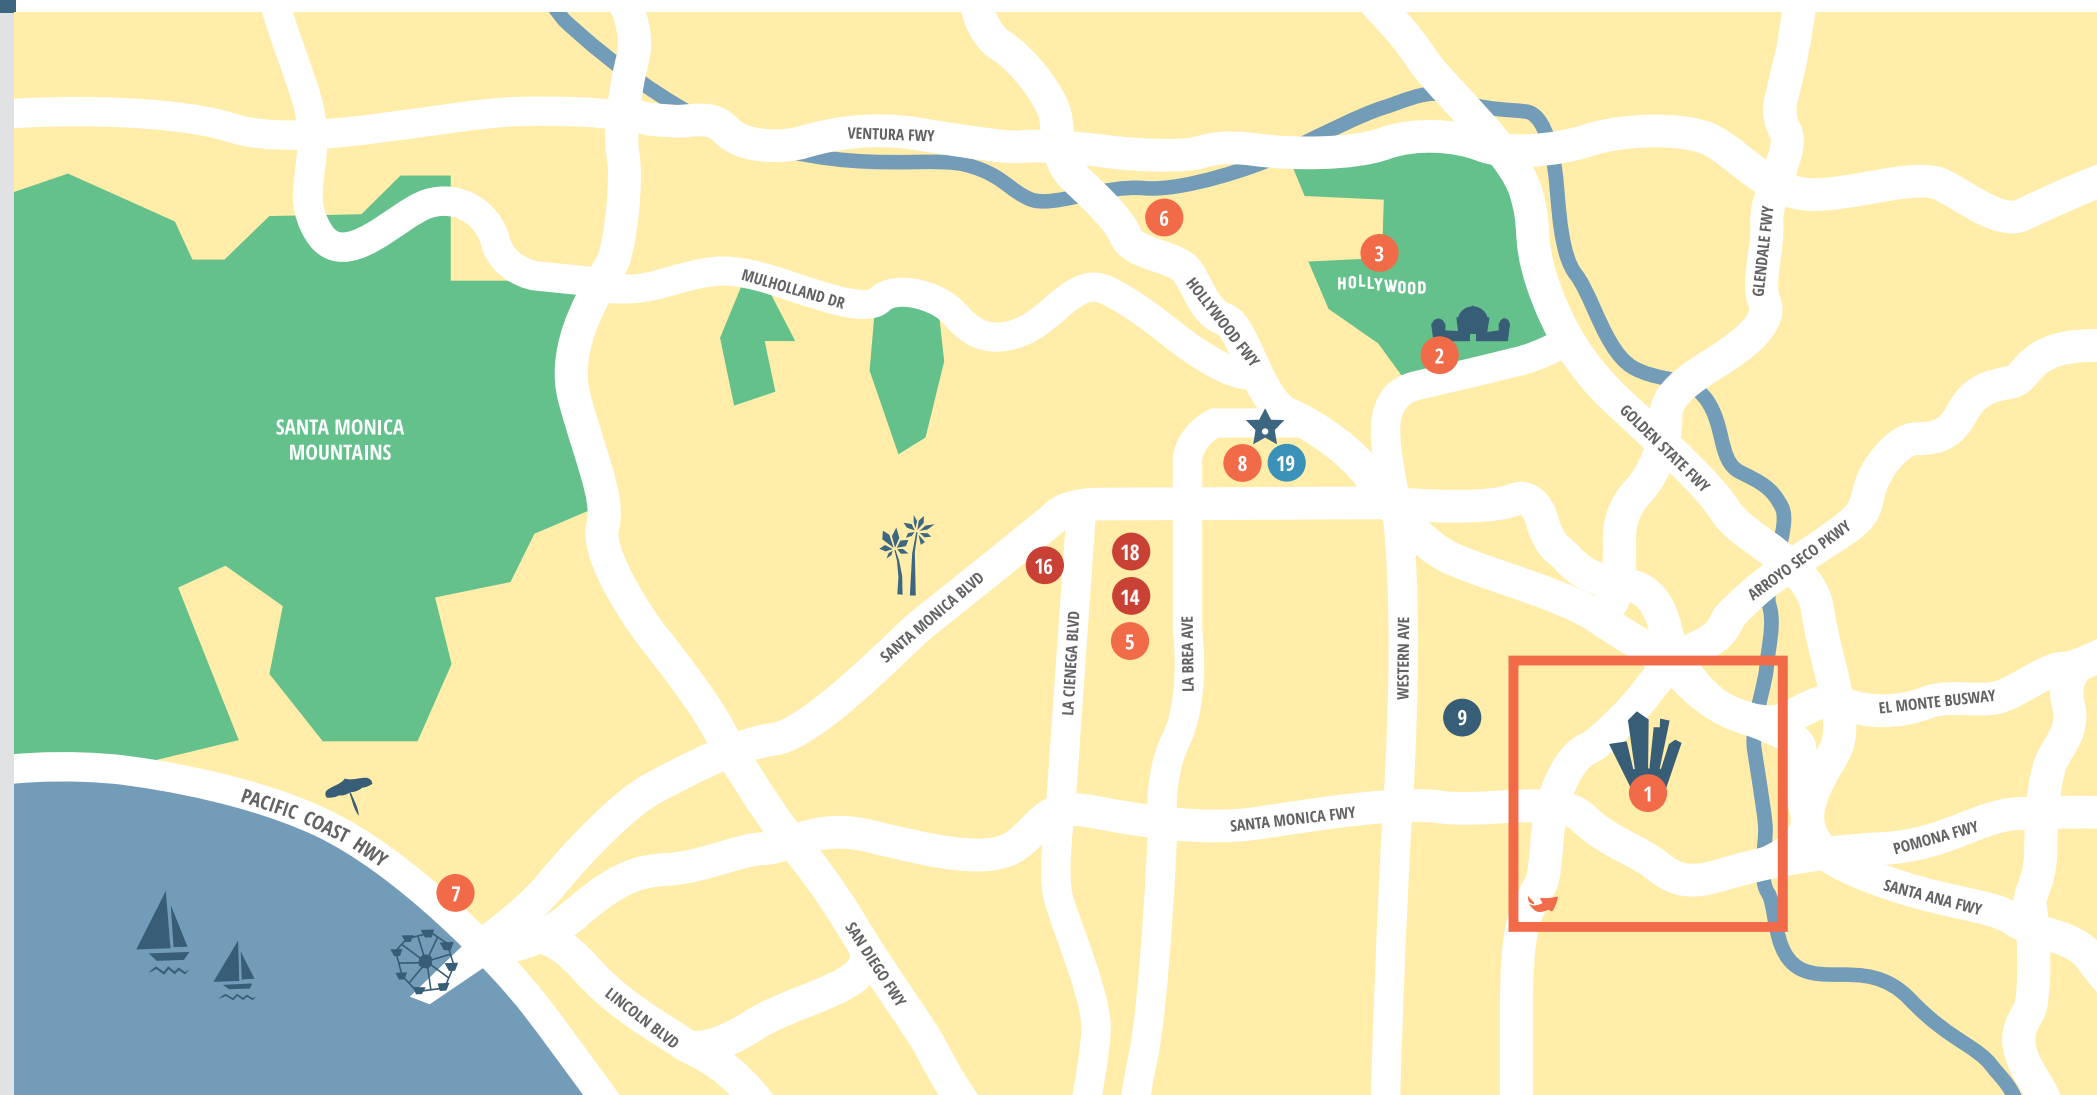 VENTURA FWY
GLENDALE FWY
6
3
HOLLYWOOD
MULHOLLAND DR
HOLLYWOOD FWY
2
SANTA MONICA
MOUNTAINS
GOLDEN STATE FWY
8
19
ARROYO SECO PKWY
16
18
14
5
SANTA MONICA BLVD
LA CIENEGA BLVD
LA BREA AVE
WESTERN AVE
9
EL MONTE BUSWAY
1
PACIFIC COAST HWY
SANTA MONICA FWY
POMONA FWY
7
SANTA ANA FWY
SAN DIEGO FWY
LINCOLN BLVD